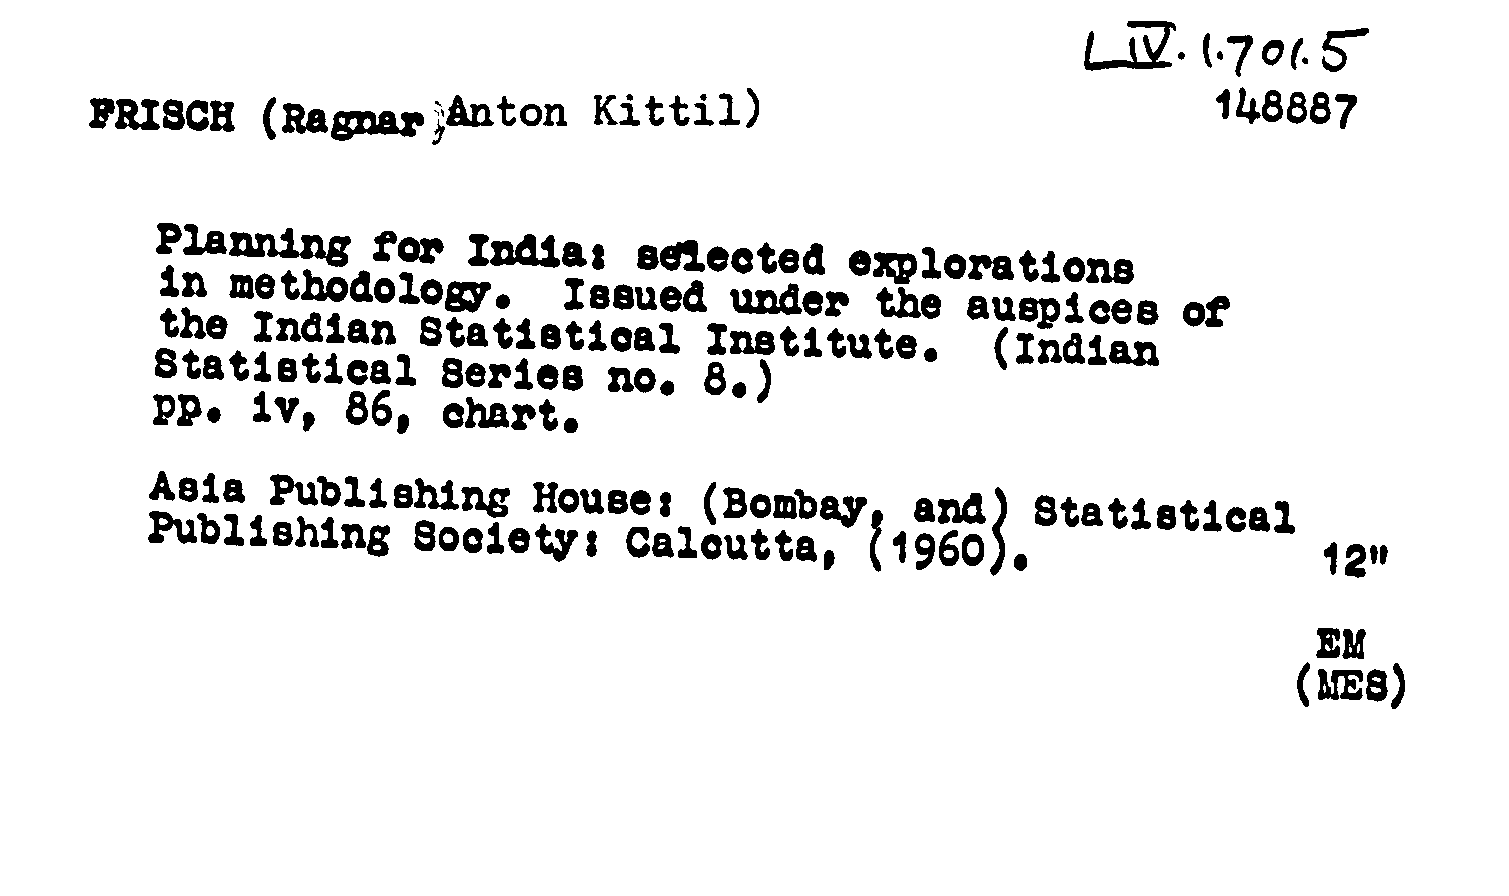 L IV. 1.701.5
148887
FRISCH (Ragnar Anton Kittil)
Planning for India: selected explorations
in methodology. Issued under the auspices of
the Indian Statistical Institute. (Indian
Statistical Series no. 8.)
pp. iv, 86, chart.
Asia Publishing House: (Bombay, and) Statistical
Publishing Society: Calcutta, (1960).
12"
EM
(MES)